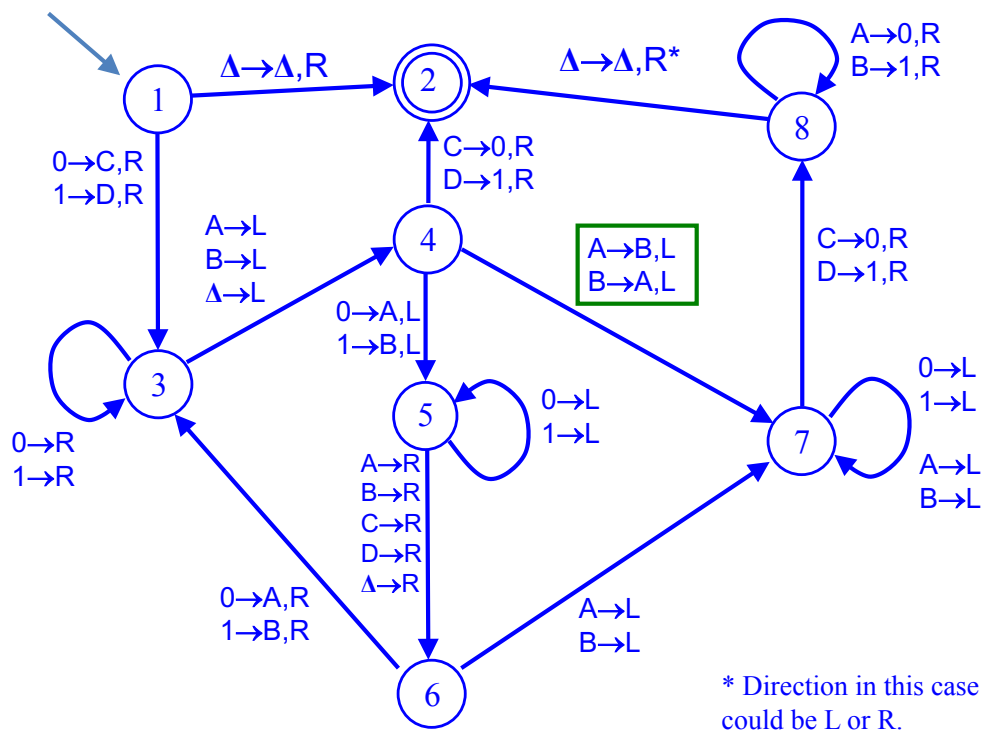 Δ→Δ,R
Δ→Δ,R*
A→0,R
B→1,R
1
2
8
0→C,R
1→D,R
C→0,R
D→1,R
A→L
B→L
Δ→L
4
A→B,L
B→A,L
C→0,R
D→1,R
0→A,L
1→B,L
3
5
0→L
1→L
0→L
1→L
7
0→R
1→R
A→R
B→R
C→R
D→R
Δ→R
A→L
B→L
0→A,R
1→B,R
A→L
B→L
6
* Direction in this case
could be L or R.